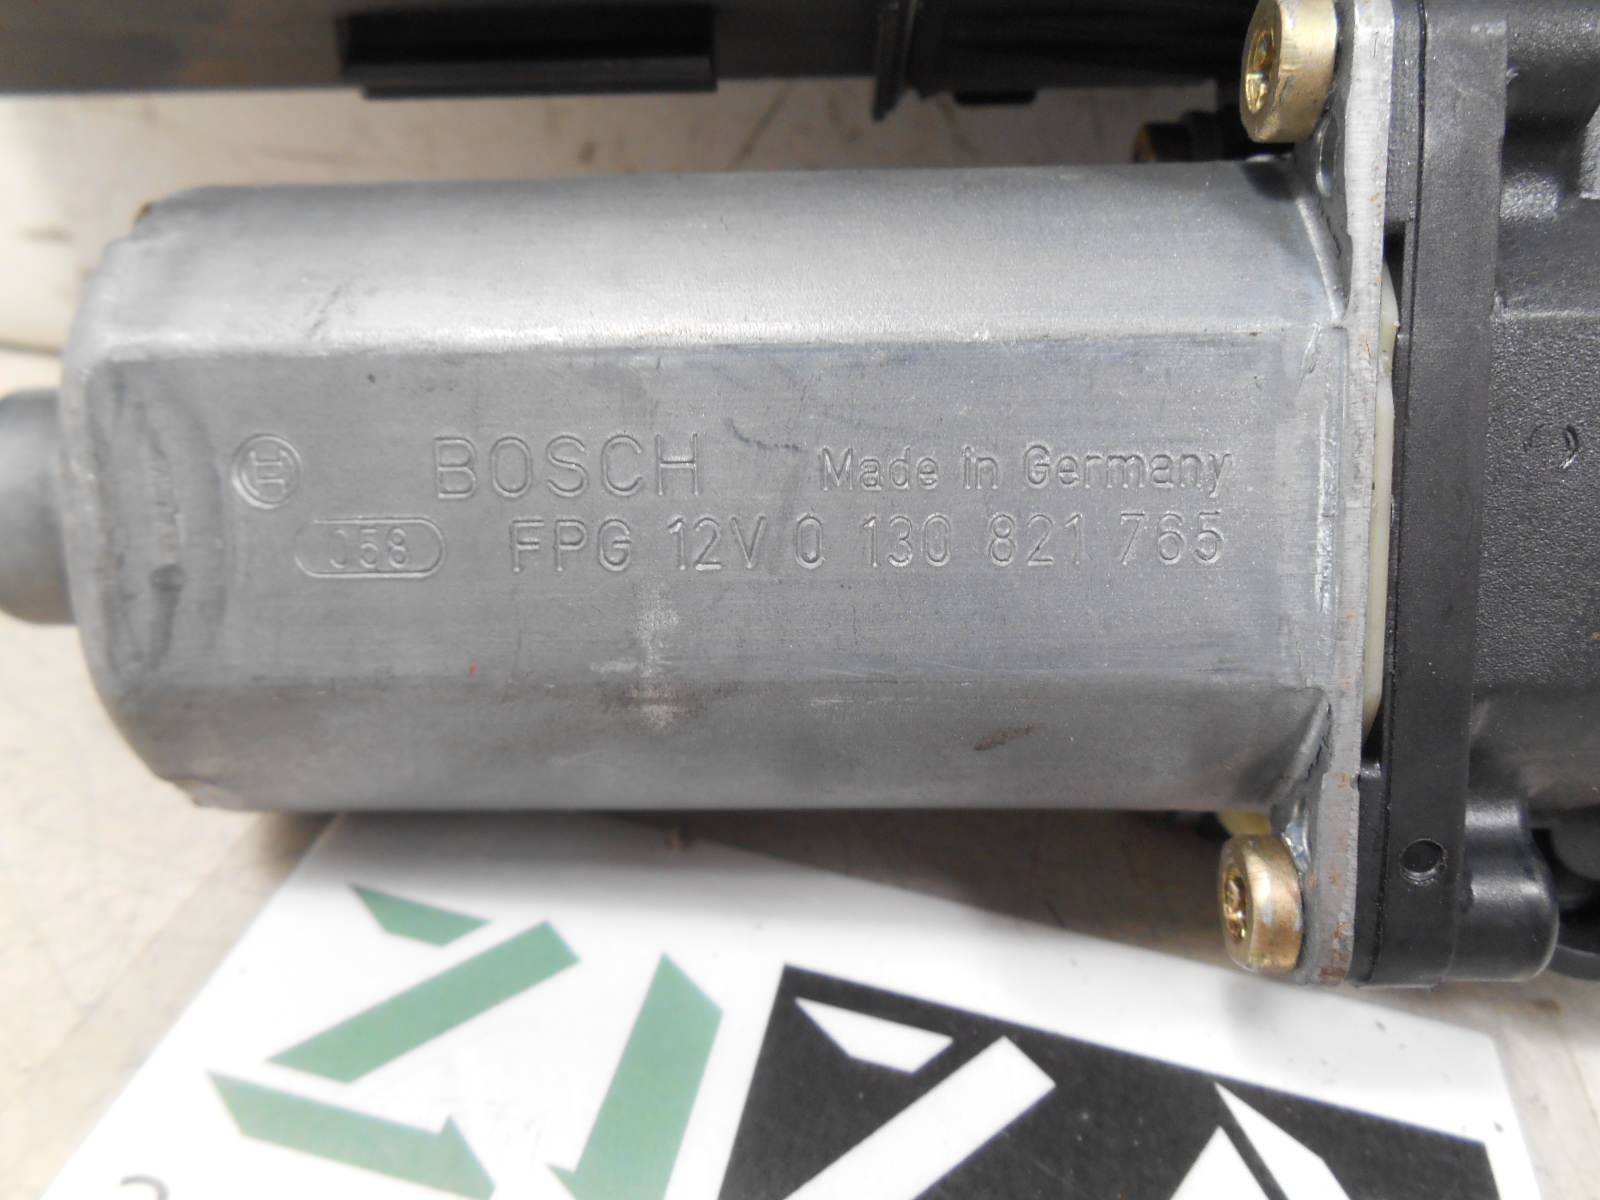 BOSCH Made in Germany
058 FPG 12V 0 130 821 765